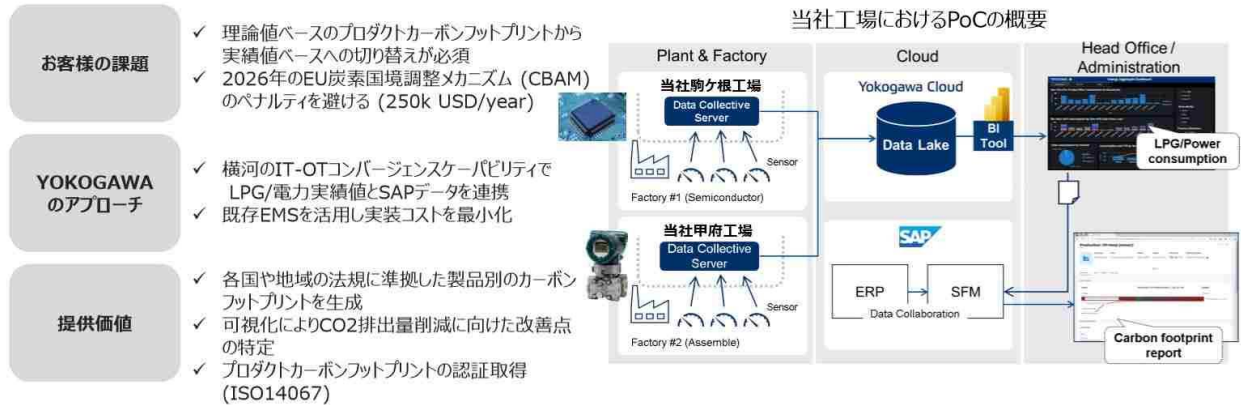 お客様の課題
✓ 理論値ベースのプロダクトカーボンフットプリントから
実績値ベースへの切り替えが必須
✓ 2026年のEU炭素国境調整メカニズム (CBAM)
のペナルティを避ける (250k USD/year)
YOKOGAWA
のアプローチ
✓ 横河のIT-OTコンバージェンスケーパビリティで
LPG/電力実績値とSAPデータを連携
✓ 既存EMSを活用し実装コストを最小化
提供価値
✓ 各国や地域の法規に準拠した製品別のカーボン
フットプリントを生成
✓ 可視化によりCO2排出量削減に向けた改善点
の特定
✓ プロダクトカーボンフットプリントの認証取得
(ISO14067)
当社工場におけるPoCの概要
Plant & Factory
当社駒ケ根工場
Data Collective
Server
Sensor
Factory #1 (Semiconductor)
当社甲府工場
Data Collective
Server
Sensor
Factory #2 (Assemble)
Cloud
Yokogawa Cloud
Data Lake
BI
Tool
SAP
ERP
SFM
Data Collaboration
Head Office /
Administration
LPG/Power
consumption
Carbon footprint
report